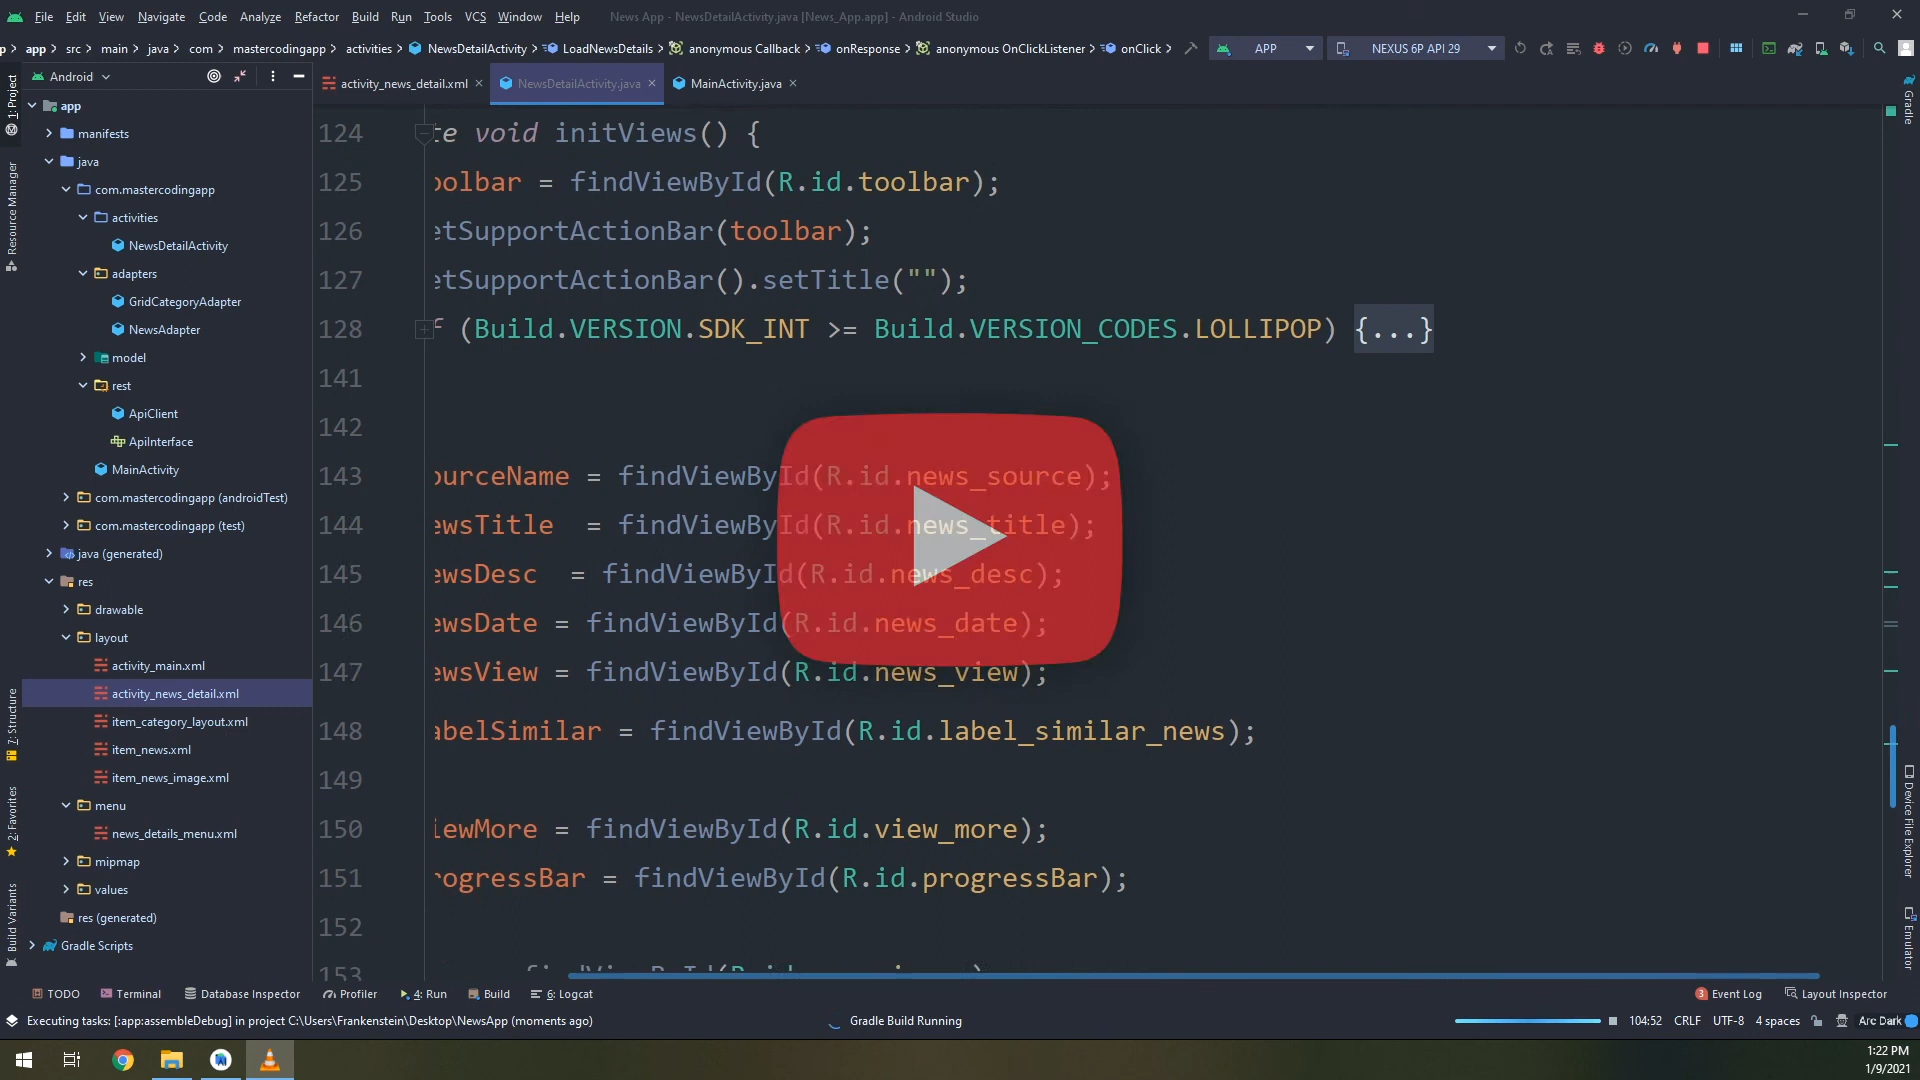 File Edit View Navigate Code Analyze Refactor Build Run Tools VCS Window Help News App - NewsDetailActivity.java [News_App.app] - Android Studio
p app src main java com mastercodingapp activities NewsDetailActivity LoadNewsDetails anonymous Callback onResponse anonymous OnClickListener onClick APP NEXUS 6P API 29
Android
activity_news_detail.xml NewsDetailActivity.java MainActivity.java
1: Project
Resource Manager
7: Structure
2: Favorites
Build Variants
app
manifests
java
com.mastercodingapp
activities
NewsDetailActivity
adapters
GridCategoryAdapter
NewsAdapter
model
rest
ApiClient
ApiInterface
MainActivity
com.mastercodingapp (androidTest)
com.mastercodingapp (test)
java (generated)
res
drawable
layout
activity_main.xml
activity_news_detail.xml
item_category_layout.xml
item_news.xml
item_news_image.xml
menu
news_details_menu.xml
mipmap
values
res (generated)
Gradle Scripts
124 te void initViews() {
125 oolbar = findViewById(R.id.toolbar);
126 etSupportActionBar(toolbar);
127 etSupportActionBar().setTitle("");
128 f (Build.VERSION.SDK_INT >= Build.VERSION_CODES.LOLLIPOP) {...}
141
142
143 ourceName = findViewById(R.id.news_source);
144 ewsTitle = findViewById(R.id.news_title);
145 ewsDesc = findViewById(R.id.news_desc);
146 ewsDate = findViewById(R.id.news_date);
147 ewsView = findViewById(R.id.news_view);
148 abelSimilar = findViewById(R.id.label_similar_news);
149
150 iewMore = findViewById(R.id.view_more);
151 rogressBar = findViewById(R.id.progressBar);
152
153
Gradle
Device File Explorer
Emulator
TODO Terminal Database Inspector Profiler 4: Run Build 6: Logcat 3 Event Log Layout Inspector
Executing tasks: [:app:assembleDebug] in project C:\Users\Frankenstein\Desktop\NewsApp (moments ago) Gradle Build Running 104:52 CRLF UTF-8 4 spaces Arc Dark
1:22 PM
1/9/2021